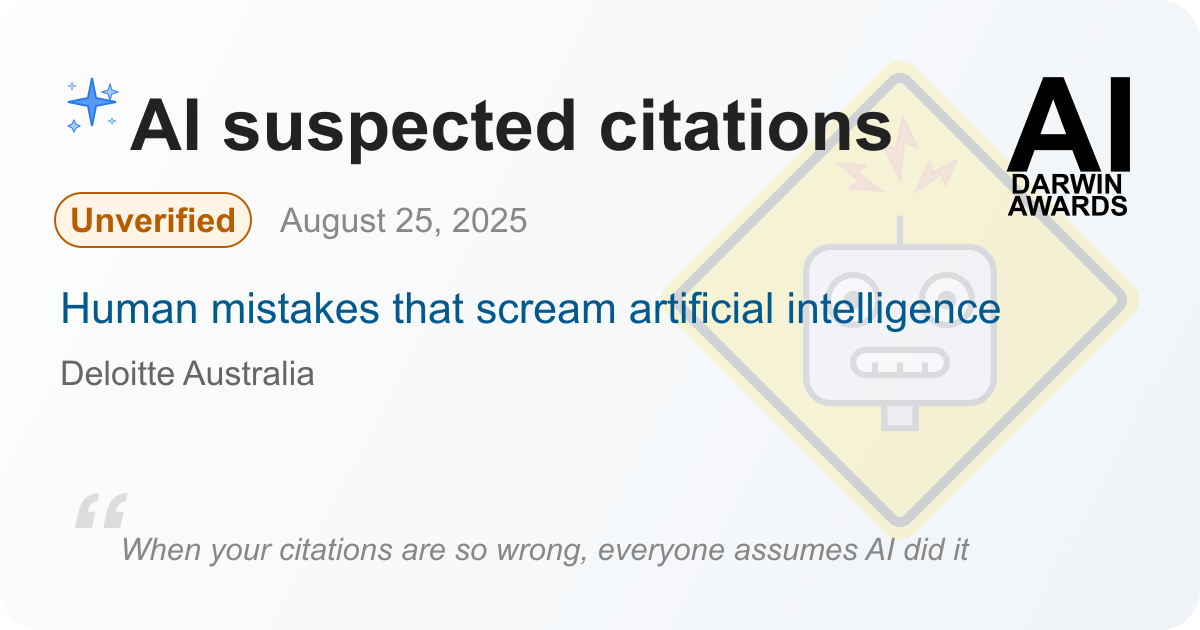 AI suspected citations
AI
DARWIN
AWARDS
Unverified
August 25, 2025
Human mistakes that scream artificial intelligence
Deloitte Australia
“
When your citations are so wrong, everyone assumes AI did it